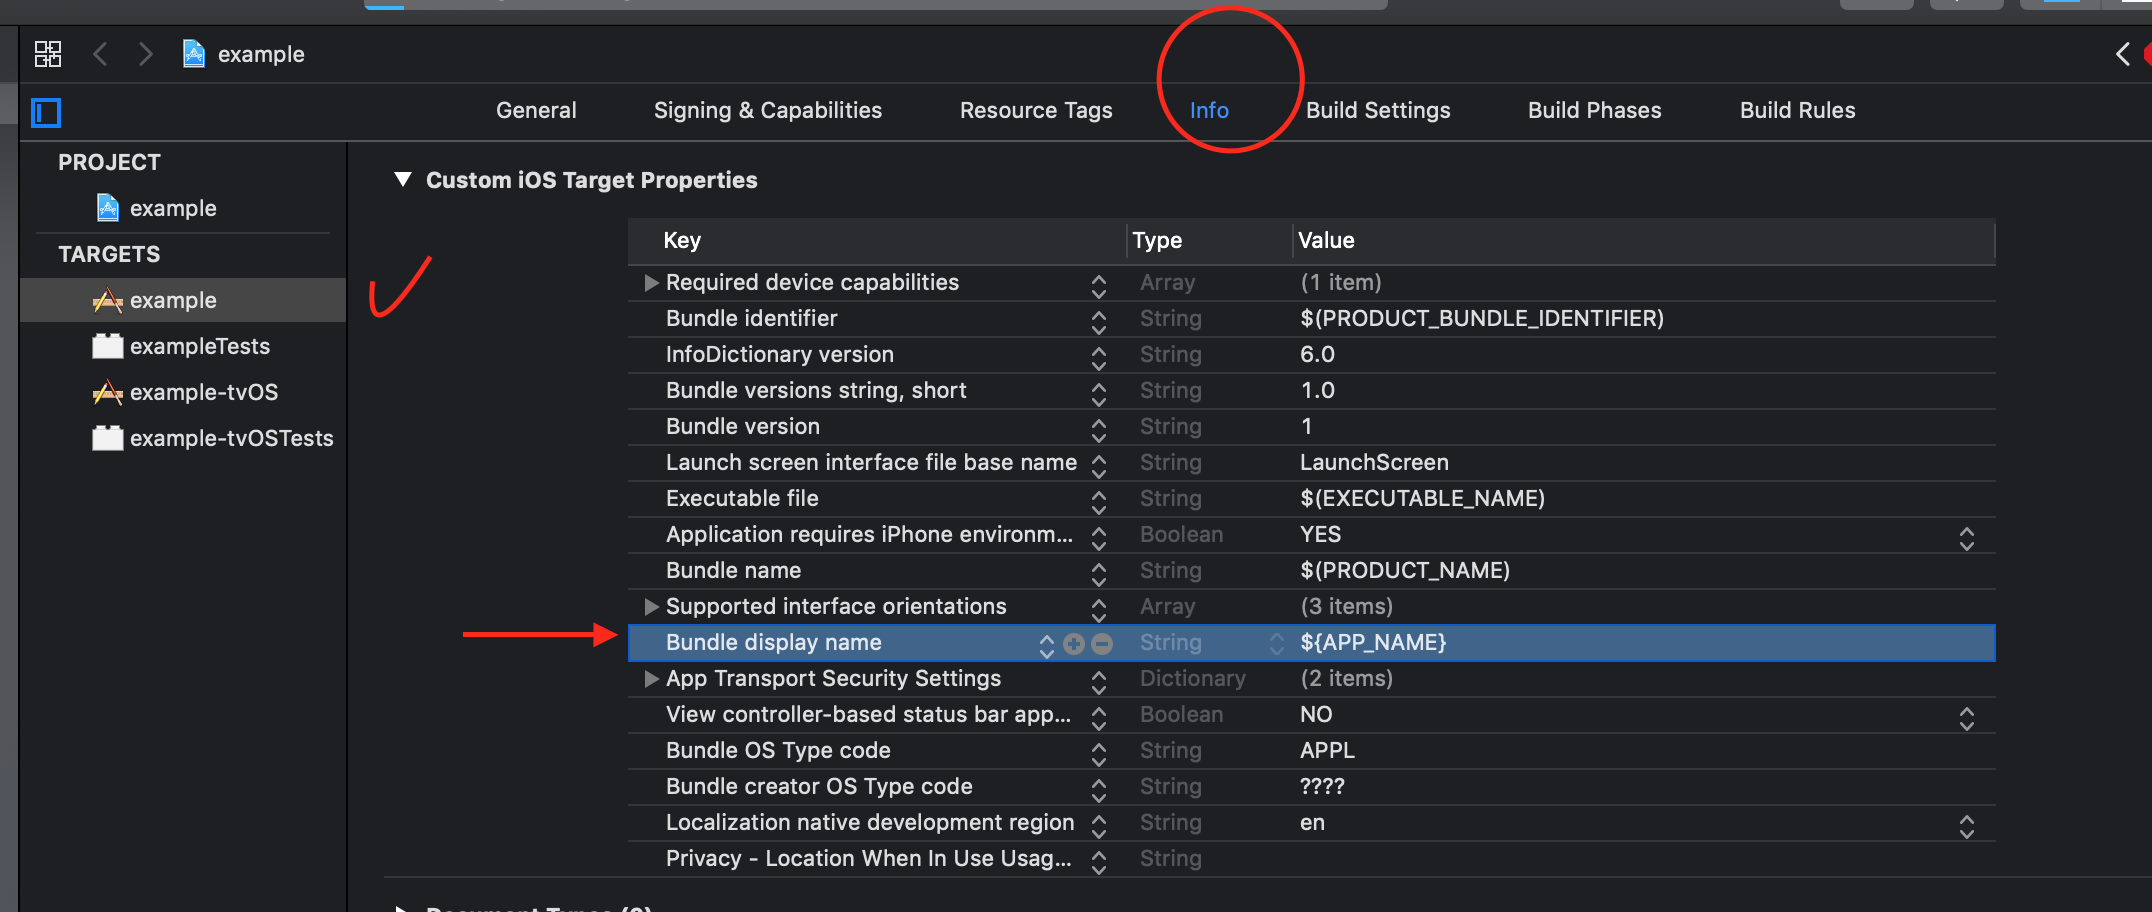 example
General Signing & Capabilities Resource Tags Info Build Settings Build Phases Build Rules
PROJECT
example
TARGETS
example
exampleTests
example-tvOS
example-tvOSTests
Custom iOS Target Properties
Key Type Value
Required device capabilities Array (1 item)
Bundle identifier String $(PRODUCT_BUNDLE_IDENTIFIER)
InfoDictionary version String 6.0
Bundle versions string, short String 1.0
Bundle version String 1
Launch screen interface file base name String LaunchScreen
Executable file String $(EXECUTABLE_NAME)
Application requires iPhone environm... Boolean YES
Bundle name String $(PRODUCT_NAME)
Supported interface orientations Array (3 items)
Bundle display name String ${APP_NAME}
App Transport Security Settings Dictionary (2 items)
View controller-based status bar app... Boolean NO
Bundle OS Type code String APPL
Bundle creator OS Type code String ????
Localization native development region String en
Privacy - Location When In Use Usag... String